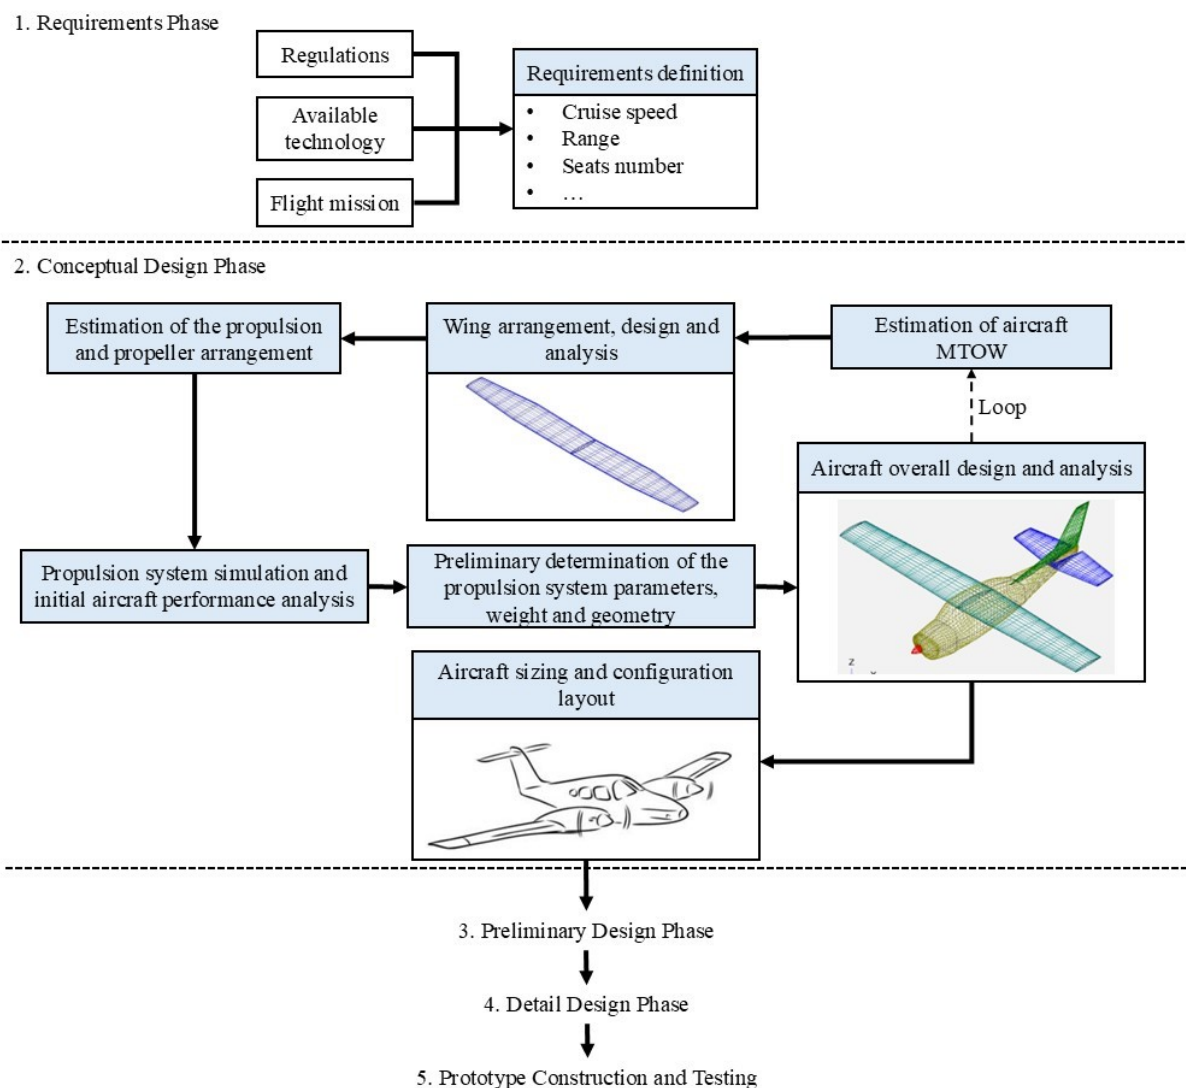 1. Requirements Phase
Regulations
Available
technology
Flight mission
Requirements definition
• Cruise speed
• Range
• Seats number
• …
2. Conceptual Design Phase
Estimation of the propulsion
and propeller arrangement
Wing arrangement, design and
analysis
Estimation of aircraft
MTOW
Loop
Aircraft overall design and analysis
z
Propulsion system simulation and
initial aircraft performance analysis
Preliminary determination of the
propulsion system parameters,
weight and geometry
Aircraft sizing and configuration
layout
3. Preliminary Design Phase
4. Detail Design Phase
5. Prototype Construction and Testing